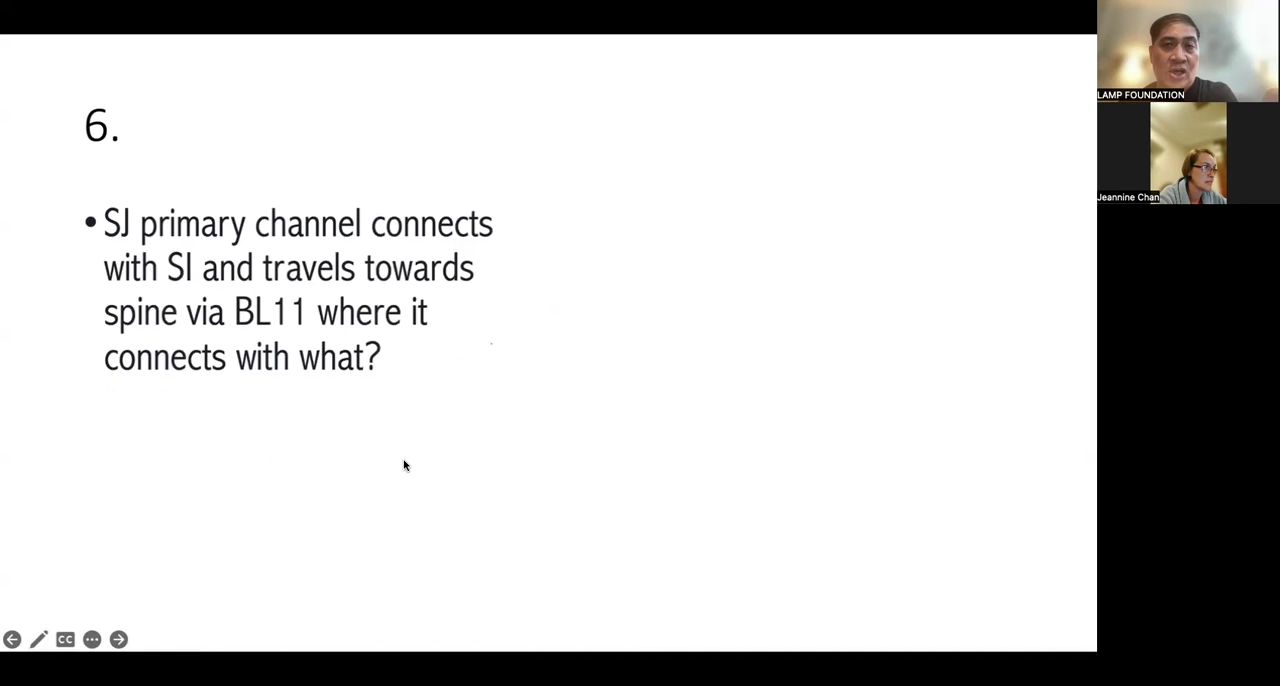 6.
• SJ primary channel connects
with SI and travels towards
spine via BL11 where it
connects with what?
LAMP FOUNDATION
Jeannine Chan
CC